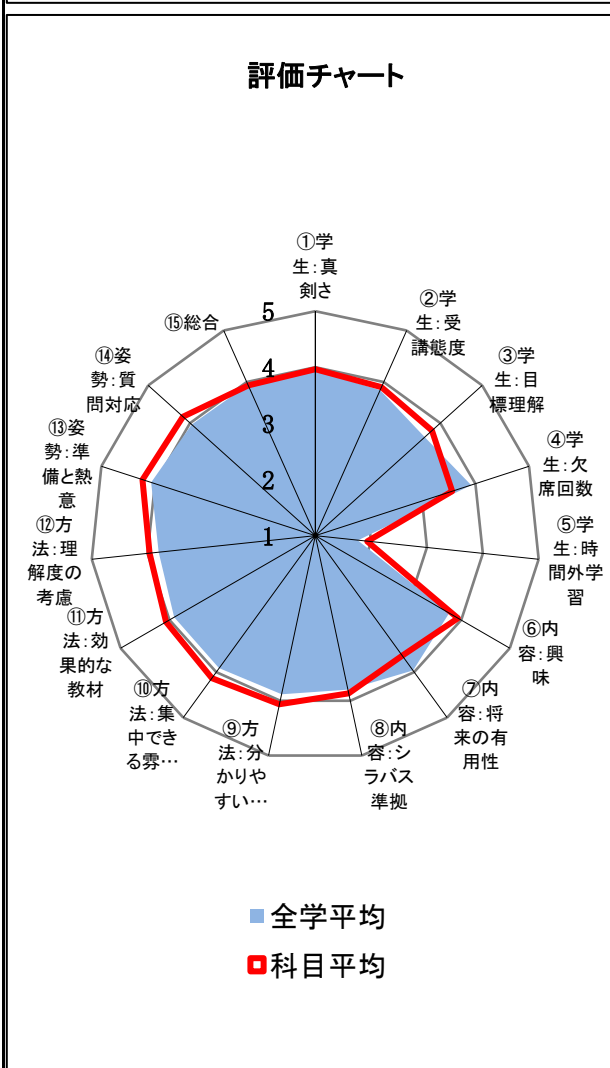 評価チャート
①学
生：真
剣さ
②学
生：受
講態度
③学
生：目
標理解
④学
生：欠
席回数
⑤学
生：時
間外学
習
⑥内
容：興
味
⑦内
容：将
来の有
用性
⑧内
容：シ
ラバス
準拠
⑨方
法：分
かりや
すい…
⑩方
法：集
中でき
る雰…
⑪方
法：効
果的な
教材
⑫方
法：理
解度の
考慮
⑬姿
勢：準
備と熱
意
⑭姿
勢：質
問対応
⑮総合
5
4
3
2
1
全学平均
科目平均